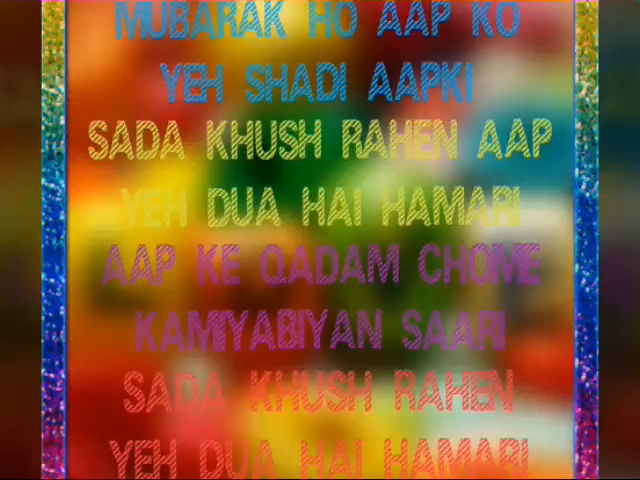 MUBARAK HO AAP KO
YEH SHADI AAPKI
SADA KHUSH RAHEN AAP
YEH DUA HAI HAMARI
AAP KE QADAM CHOME
KAMIYABIYAN SAARI
SADA KHUSH RAHEN
YEH DUA HAI HAMARI